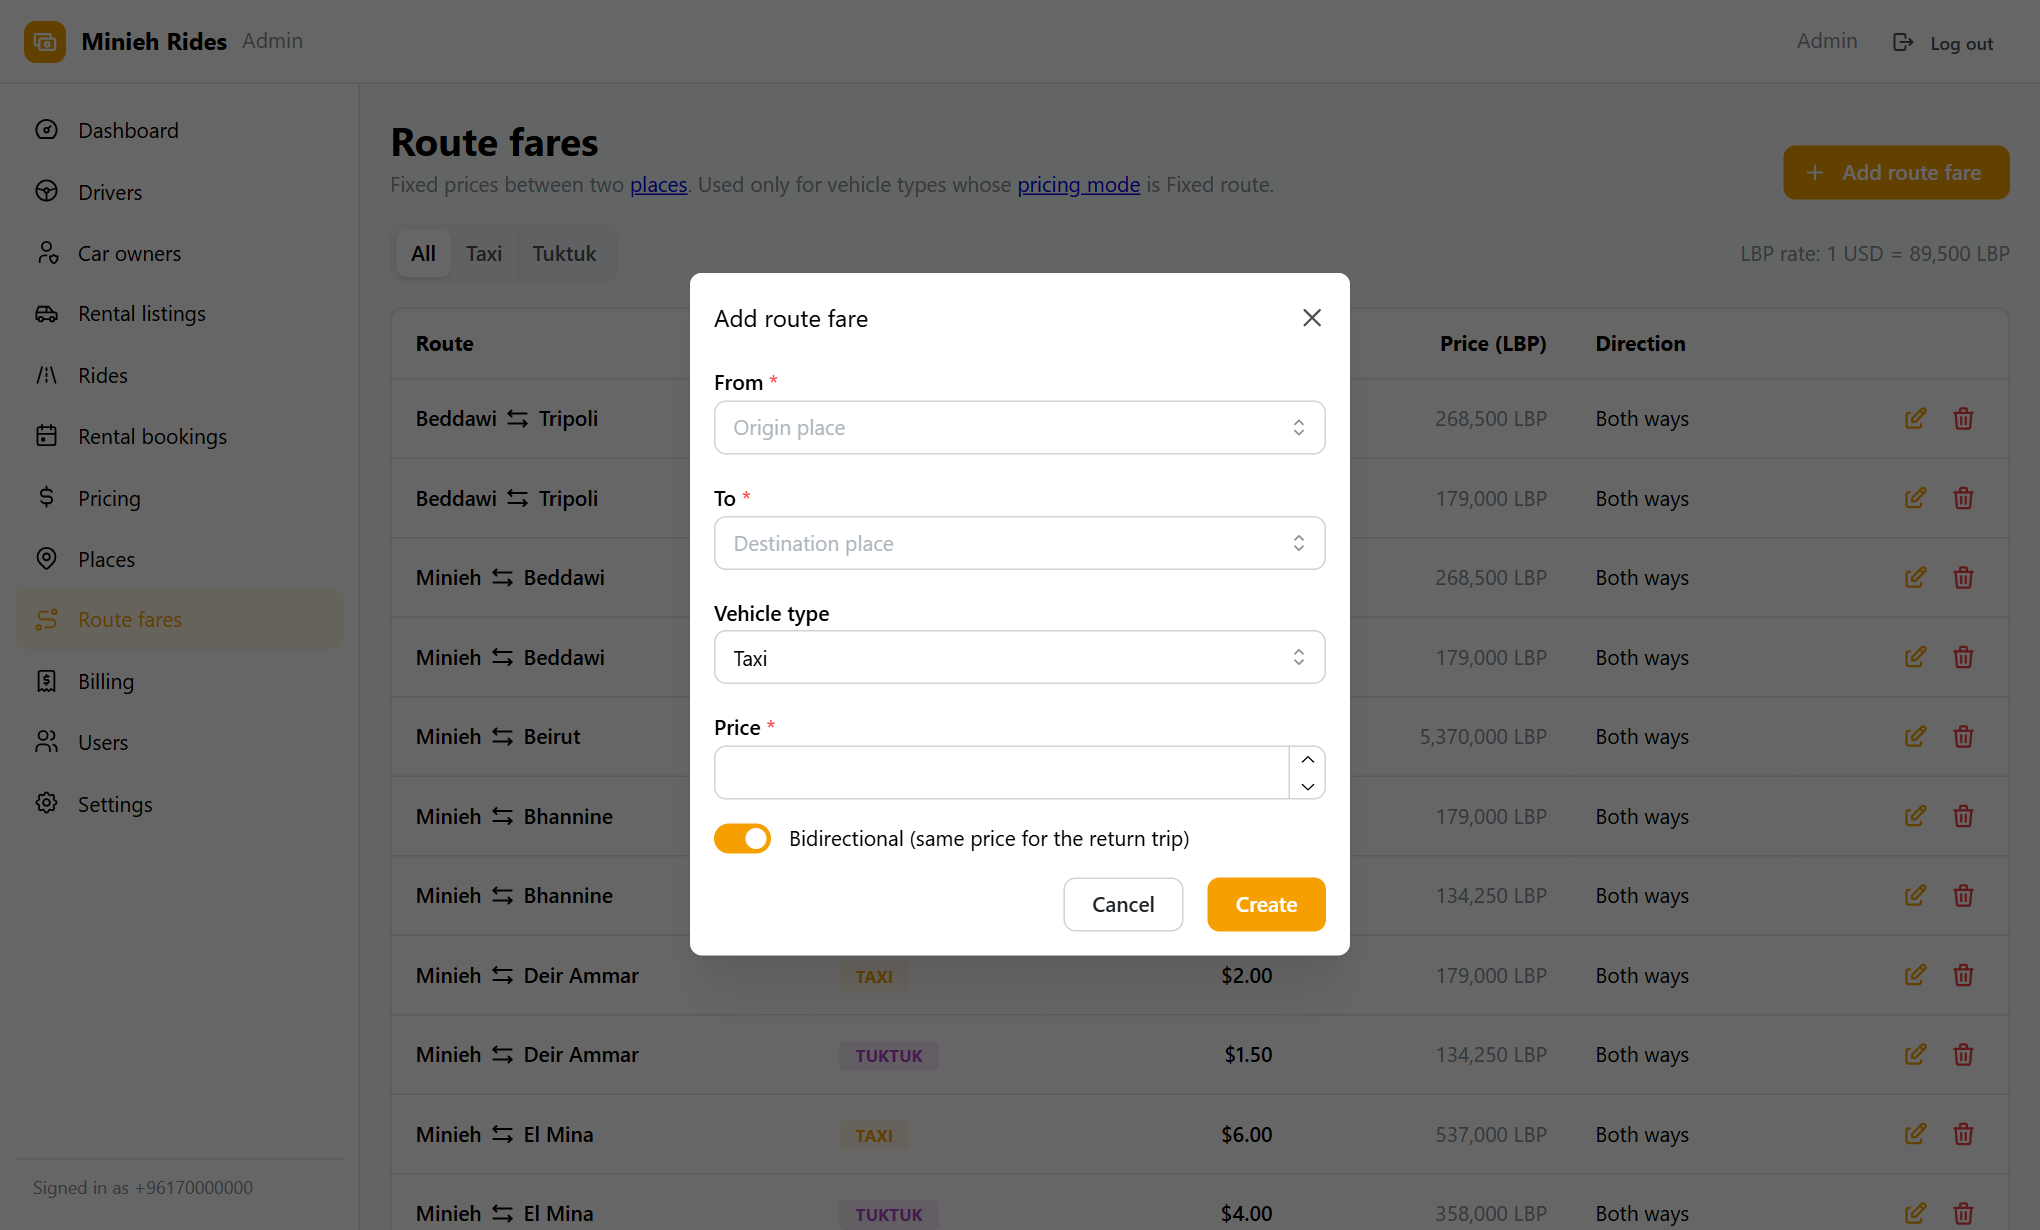 Minieh Rides Admin
Admin Log out
Dashboard
Drivers
Car owners
Rental listings
Rides
Rental bookings
Pricing
Places
Route fares
Billing
Users
Settings
Signed in as +96170000000
Route fares
Fixed prices between two places. Used only for vehicle types whose pricing mode is Fixed route.
+ Add route fare
All Taxi Tuktuk
LBP rate: 1 USD = 89,500 LBP
Route Price (LBP) Direction
Beddawi ⇆ Tripoli 268,500 LBP Both ways
Beddawi ⇆ Tripoli 179,000 LBP Both ways
Minieh ⇆ Beddawi 268,500 LBP Both ways
Minieh ⇆ Beddawi 179,000 LBP Both ways
Minieh ⇆ Beirut 5,370,000 LBP Both ways
Minieh ⇆ Bhannine 179,000 LBP Both ways
Minieh ⇆ Bhannine 134,250 LBP Both ways
Minieh ⇆ Deir Ammar TAXI $2.00 179,000 LBP Both ways
Minieh ⇆ Deir Ammar TUKTUK $1.50 134,250 LBP Both ways
Minieh ⇆ El Mina TAXI $6.00 537,000 LBP Both ways
Minieh ⇆ El Mina TUKTUK $4.00 358,000 LBP Both ways
Add route fare
From *
Origin place
To *
Destination place
Vehicle type
Taxi
Price *
Bidirectional (same price for the return trip)
Cancel Create